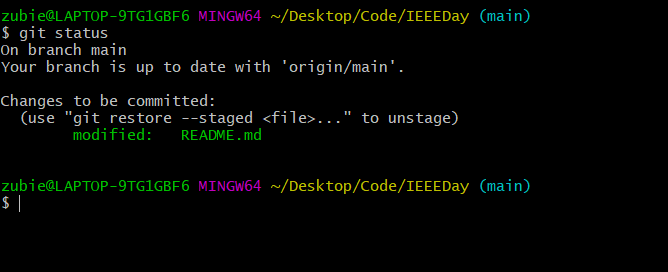 zubie@LAPTOP-9TG1GBF6 MINGW64 ~/Desktop/Code/IEEEDay (main)
$ git status
On branch main
Your branch is up to date with 'origin/main'.
Changes to be committed:
  (use "git restore --staged <file>..." to unstage)
        modified:   README.md
zubie@LAPTOP-9TG1GBF6 MINGW64 ~/Desktop/Code/IEEEDay (main)
$